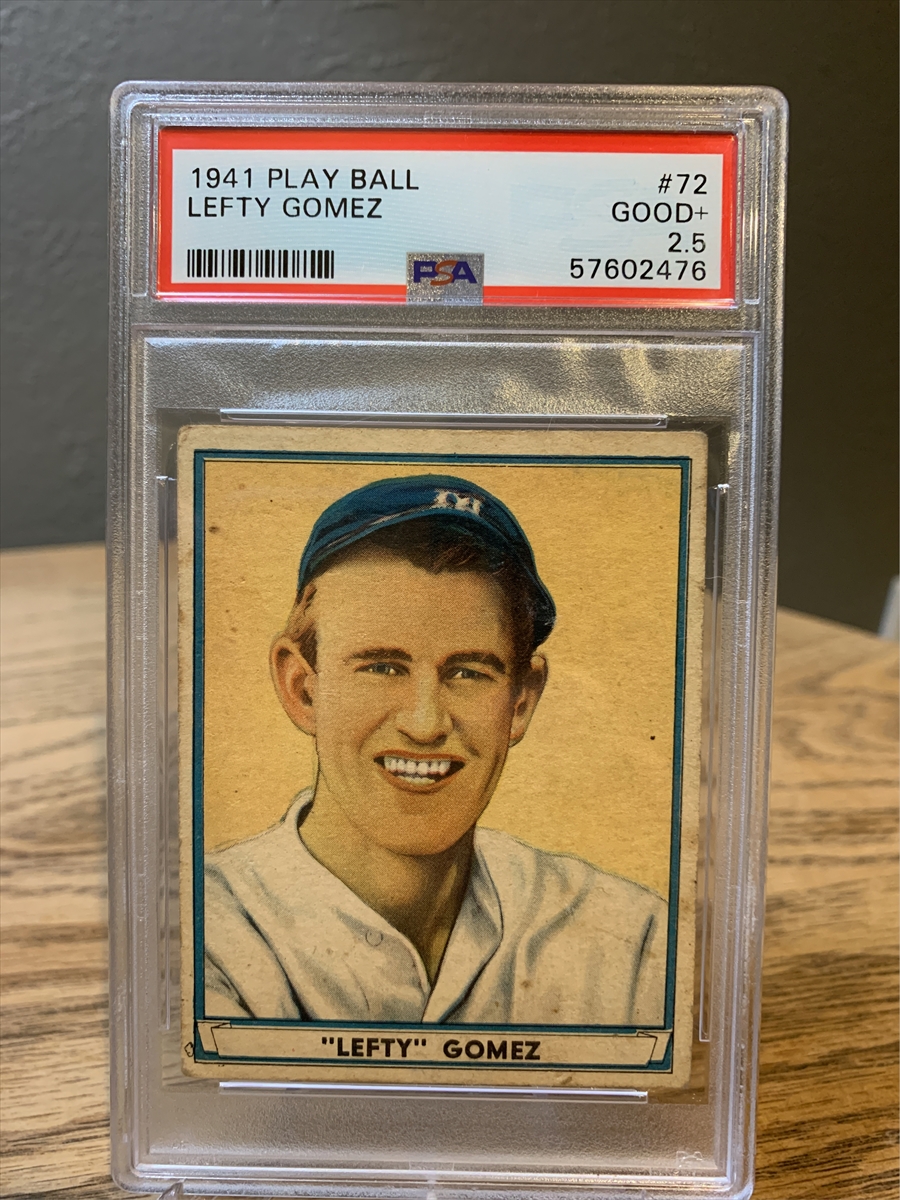 1941 PLAY BALL
LEFTY GOMEZ
#72
GOOD+
2.5
57602476
PSA
"LEFTY" GOMEZ